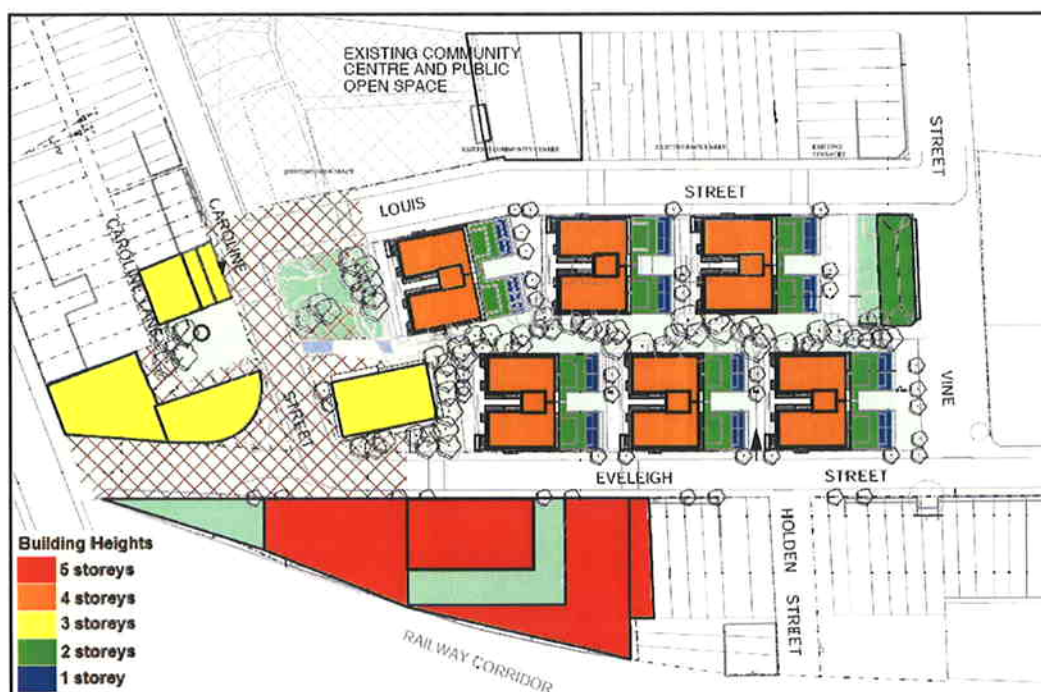 EXISTING COMMUNITY
CENTRE AND PUBLIC
OPEN SPACE
STREET
LOUIS
STREET
CAROLINE LANE
CAROLINE
STREET
VINE
EVELEIGH
STREET
HOLDEN
STREET
RAILWAY CORRIDOR
Building Heights
5 storeys
4 storeys
3 storeys
2 storeys
1 storey